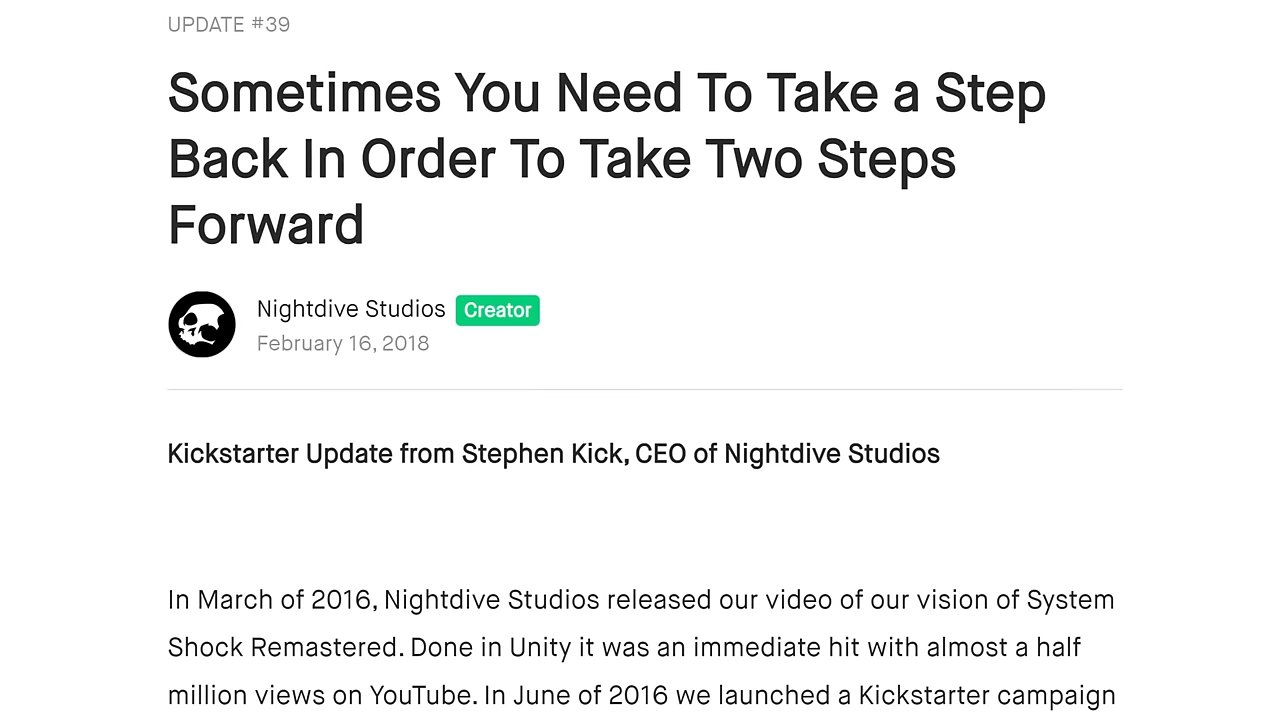 UPDATE #39
Sometimes You Need To Take a Step
Back In Order To Take Two Steps
Forward
Nightdive Studios Creator
February 16, 2018
Kickstarter Update from Stephen Kick, CEO of Nightdive Studios
In March of 2016, Nightdive Studios released our video of our vision of System
Shock Remastered. Done in Unity it was an immediate hit with almost a half
million views on YouTube. In June of 2016 we launched a Kickstarter campaign